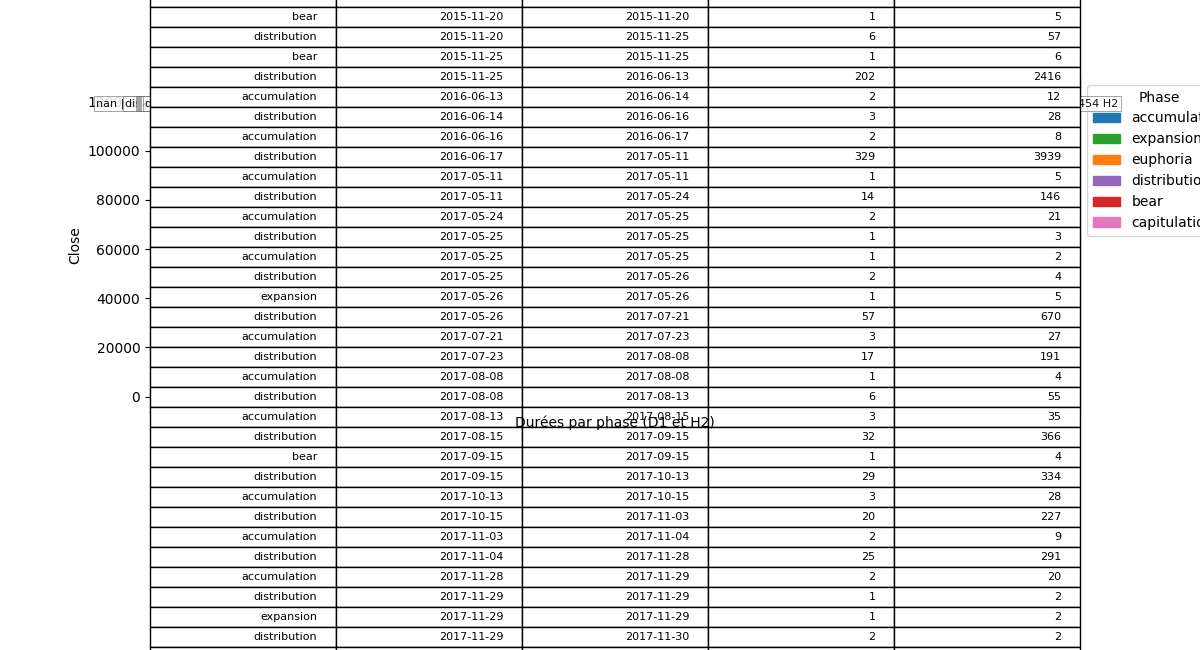 bear 2015-11-20 2015-11-20 1 5
distribution 2015-11-20 2015-11-25 6 57
bear 2015-11-25 2015-11-25 1 6
distribution 2015-11-25 2016-06-13 202 2416
accumulation 2016-06-13 2016-06-14 2 12
distribution 2016-06-14 2016-06-16 3 28
accumulation 2016-06-16 2016-06-17 2 8
distribution 2016-06-17 2017-05-11 329 3939
accumulation 2017-05-11 2017-05-11 1 5
distribution 2017-05-11 2017-05-24 14 146
accumulation 2017-05-24 2017-05-25 2 21
distribution 2017-05-25 2017-05-25 1 3
accumulation 2017-05-25 2017-05-25 1 2
distribution 2017-05-25 2017-05-26 2 4
expansion 2017-05-26 2017-05-26 1 5
distribution 2017-05-26 2017-07-21 57 670
accumulation 2017-07-21 2017-07-23 3 27
distribution 2017-07-23 2017-08-08 17 191
accumulation 2017-08-08 2017-08-08 1 4
distribution 2017-08-08 2017-08-13 6 55
accumulation 2017-08-13 2017-08-15 3 35
distribution 2017-08-15 2017-09-15 32 366
bear 2017-09-15 2017-09-15 1 4
distribution 2017-09-15 2017-10-13 29 334
accumulation 2017-10-13 2017-10-15 3 28
distribution 2017-10-15 2017-11-03 20 227
accumulation 2017-11-03 2017-11-04 2 9
distribution 2017-11-04 2017-11-28 25 291
accumulation 2017-11-28 2017-11-29 2 20
distribution 2017-11-29 2017-11-29 1 2
expansion 2017-11-29 2017-11-29 1 2
distribution 2017-11-29 2017-11-30 2 2
Durées par phase (D1 et H2)
nan
454 H2
100000
80000
60000
40000
20000
0
Close
Phase
accumulat
expansion
euphoria
distributio
bear
capitulatio